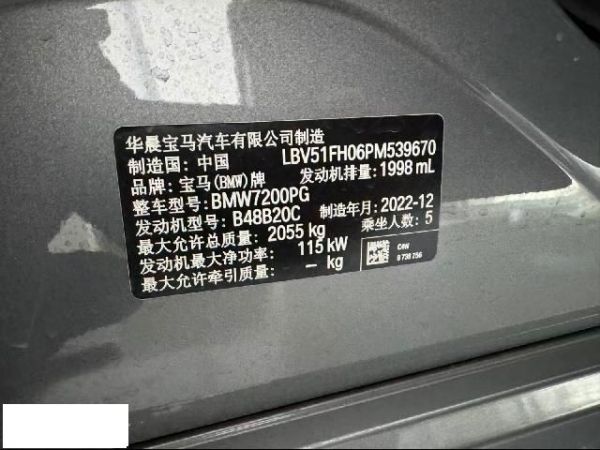 华晨宝马汽车有限公司制造
制造国：中国 LBV51FH06PM539670
品牌：宝马(BMW)牌 发动机排量：1998 mL
整车型号：BMW7200PG
发动机型号：B48B20C 制造年月：2022-12
最大允许总质量：2055 kg 乘坐人数：5
发动机最大净功率：115 kW
最大允许牵引质量：– kg